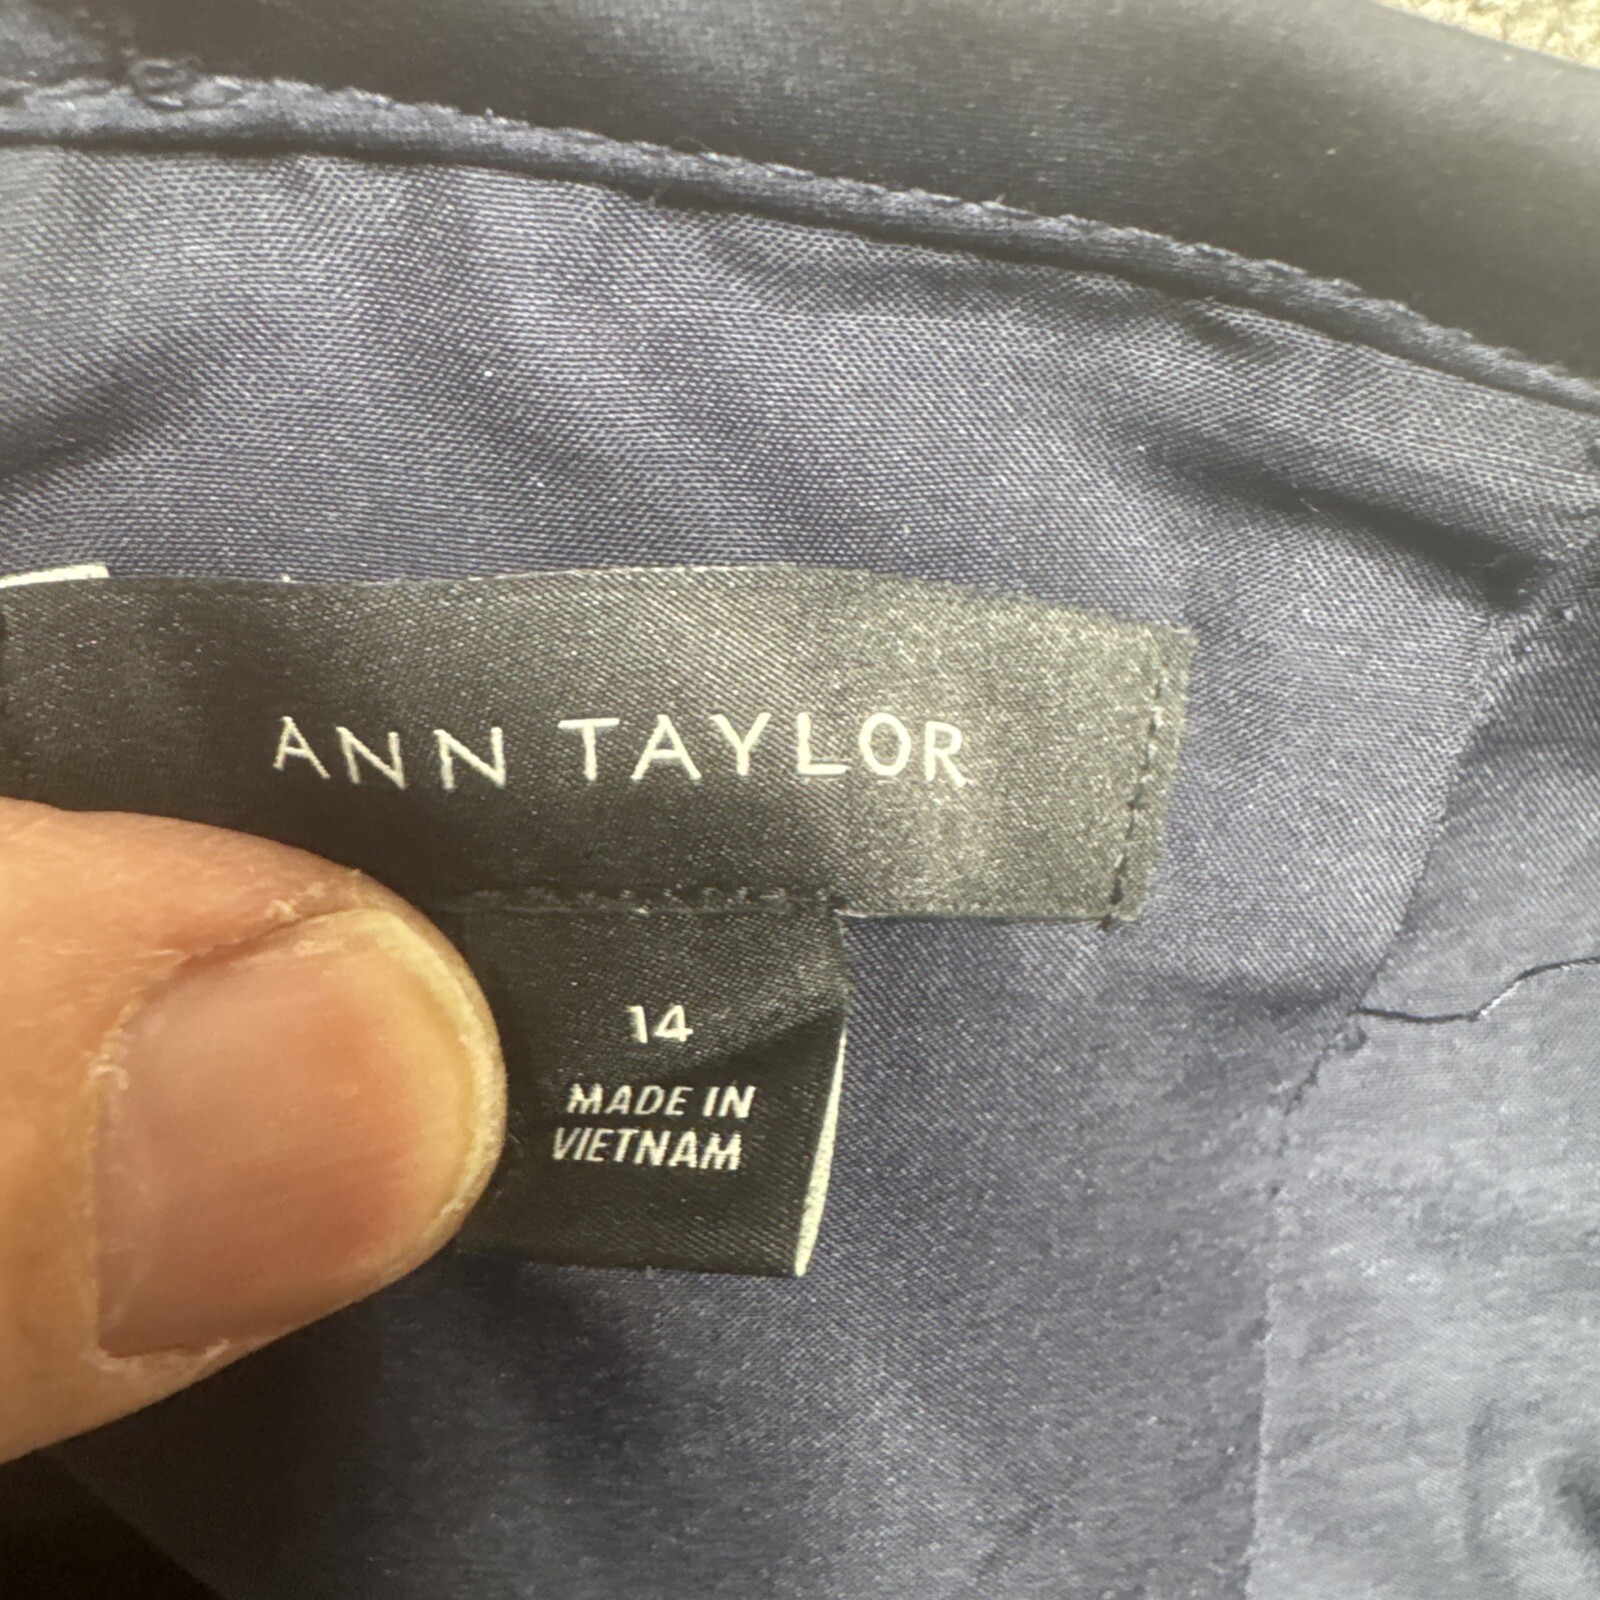 ANN TAYLOR
14
MADE IN
VIETNAM